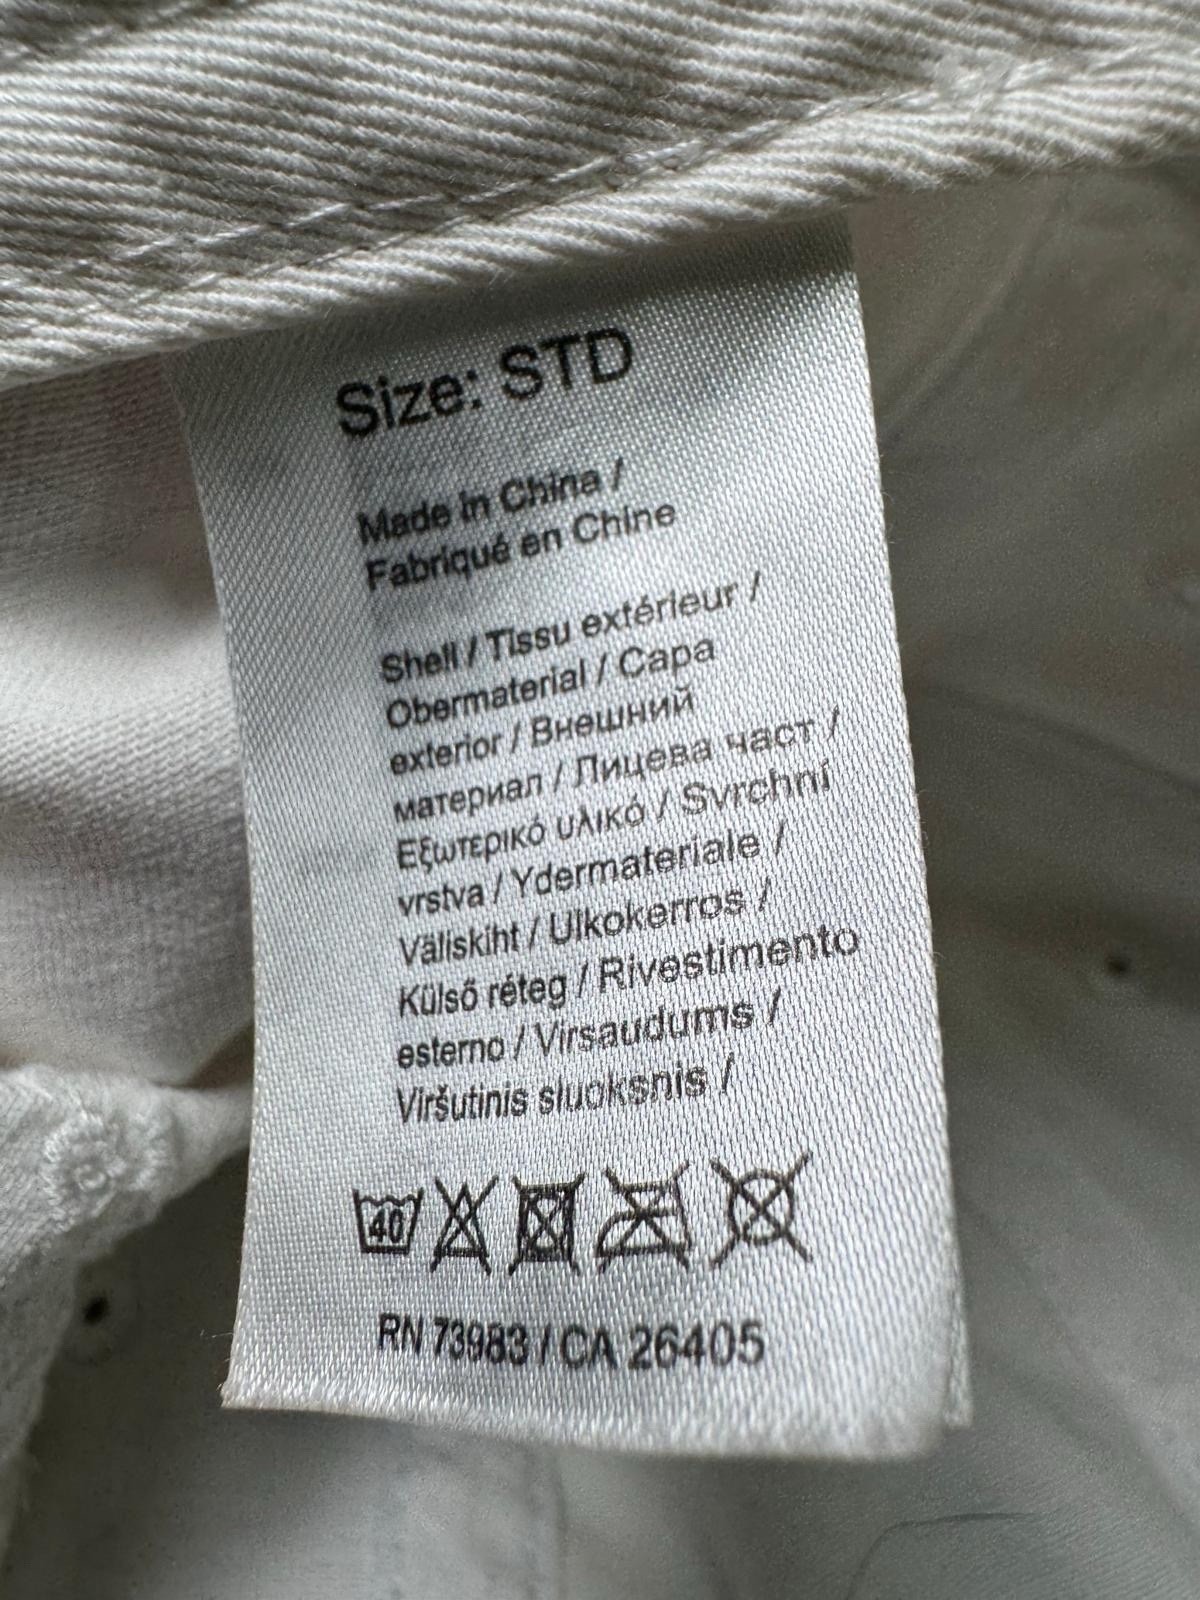 Size: STD
Made in China /
Fabriqué en Chine
Shell / Tissu extérieur /
Obermaterial / Capa
exterior / Внешний
материал / Лицева част /
Εξωτερικό υλικό / Svrchní
vrstva / Ydermateriale /
Väliskiht / Ulkokerros /
Külső réteg / Rivestimento
esterno / Virsaudums /
Viršutinis sluoksnis /
40
RN 73983 / CA 26405